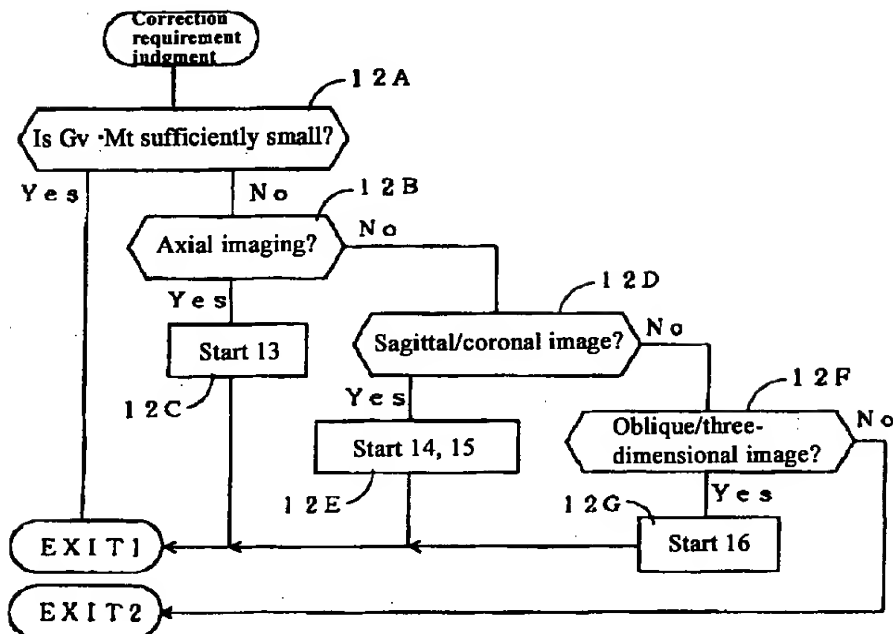 Correction
requirement
judgment
12A
Is Gv ·Mt sufficiently small?
Yes
No
12B
Axial imaging?
No
Yes
12D
Start 13
Sagittal/coronal image?
No
12C
Yes
12F
Start 14, 15
Oblique/three-
dimensional image?
No
12E
12G
Yes
EXIT1
Start 16
EXIT2